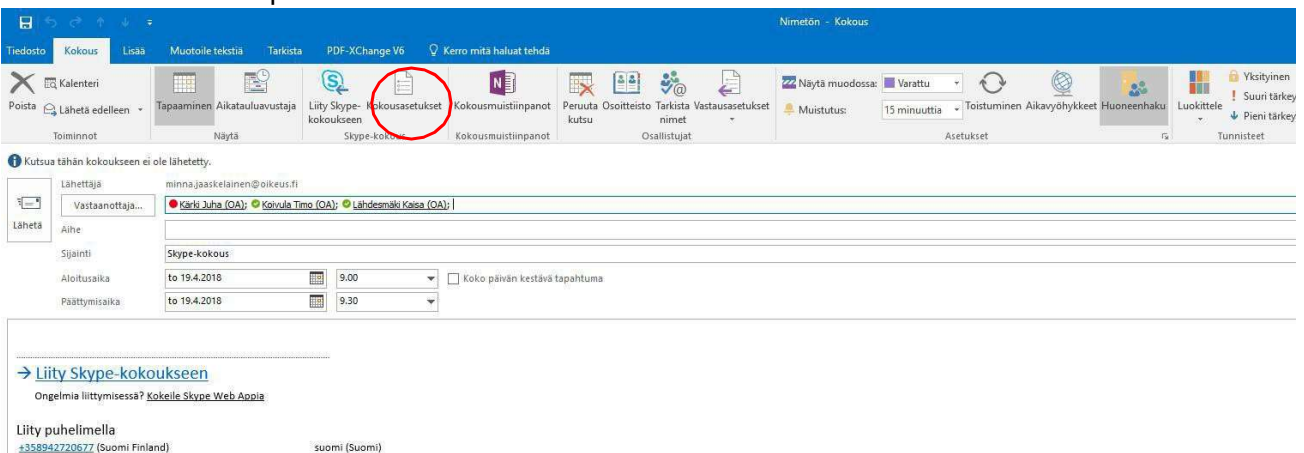 Nimetön - Kokous
Tiedosto Kokous Lisää Muotoile tekstiä Tarkista PDF-XChange V6 Kerro mitä haluat tehdä
Poista
Kalenteri
Lähetä edelleen
Toiminnot
Tapaaminen Aikatauluavustaja
Näytä
Liity Skype-kokoukseen
Kokousasetukset
Skype-kokous
Kokousmuistiinpanot
Kokousmuistiinpanot
Peruuta kutsu
Osoitteisto
Tarkista nimet
Vastausasetukset
Osallistujat
Näytä muodossa: Varattu
Muistutus: 15 minuuttia
Toistuminen Aikavyöhykkeet Huoneenhaku
Asetukset
Luokittele
Yksityinen
Suuri tärkey
Pieni tärkey
Tunnisteet
Kutsua tähän kokoukseen ei ole lähetetty.
Lähetä
Lähettäjä minna.jaaskelainen@oikeus.fi
Vastaanottaja... Kärki Juha (OA); Koivula Timo (OA); Lähdesmäki Kaisa (OA);
Aihe
Sijainti Skype-kokous
Aloitusaika to 19.4.2018 9.00 Koko päivän kestävä tapahtuma
Päättymisaika to 19.4.2018 9.30
→ Liity Skype-kokoukseen
Ongelmia liittymisessä? Kokeile Skype Web Appia
Liity puhelimella
+358942720677 (Suomi Finland) suomi (Suomi)